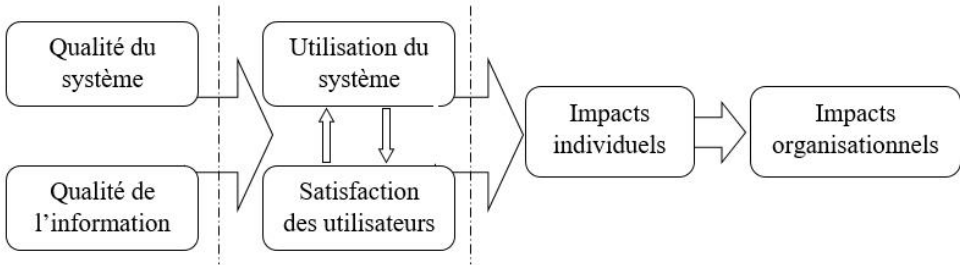 Qualité du
système
Qualité de
l’information
Utilisation du
système
Satisfaction
des utilisateurs
Impacts
individuels
Impacts
organisationnels